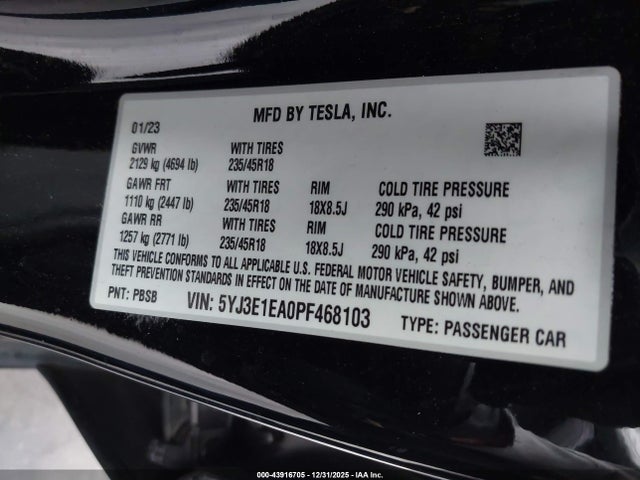 MFD BY TESLA, INC.
01/23
GVWR WITH TIRES
2129 kg (4694 lb) 235/45R18
GAWR FRT WITH TIRES RIM COLD TIRE PRESSURE
1110 kg (2447 lb) 235/45R18 18X8.5J 290 kPa, 42 psi
GAWR RR WITH TIRES RIM COLD TIRE PRESSURE
1257 kg (2771 lb) 235/45R18 18X8.5J 290 kPa, 42 psi
THIS VEHICLE CONFORMS TO ALL APPLICABLE U.S. FEDERAL MOTOR VEHICLE SAFETY, BUMPER, AND
THEFT PREVENTION STANDARDS IN EFFECT ON THE DATE OF MANUFACTURE SHOWN ABOVE.
PNT: PBSB VIN: 5YJ3E1EA0PF468103 TYPE: PASSENGER CAR
000-43916705 - 12/31/2025 - IAA Inc.